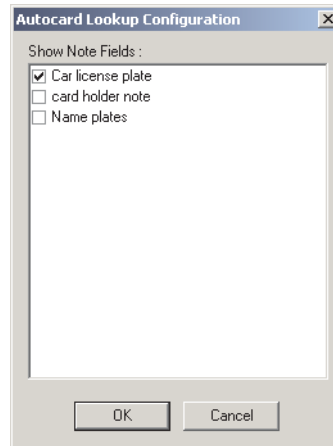 Autocard Lookup Configuration
Show Note Fields :
Car license plate
card holder note
Name plates
OK Cancel